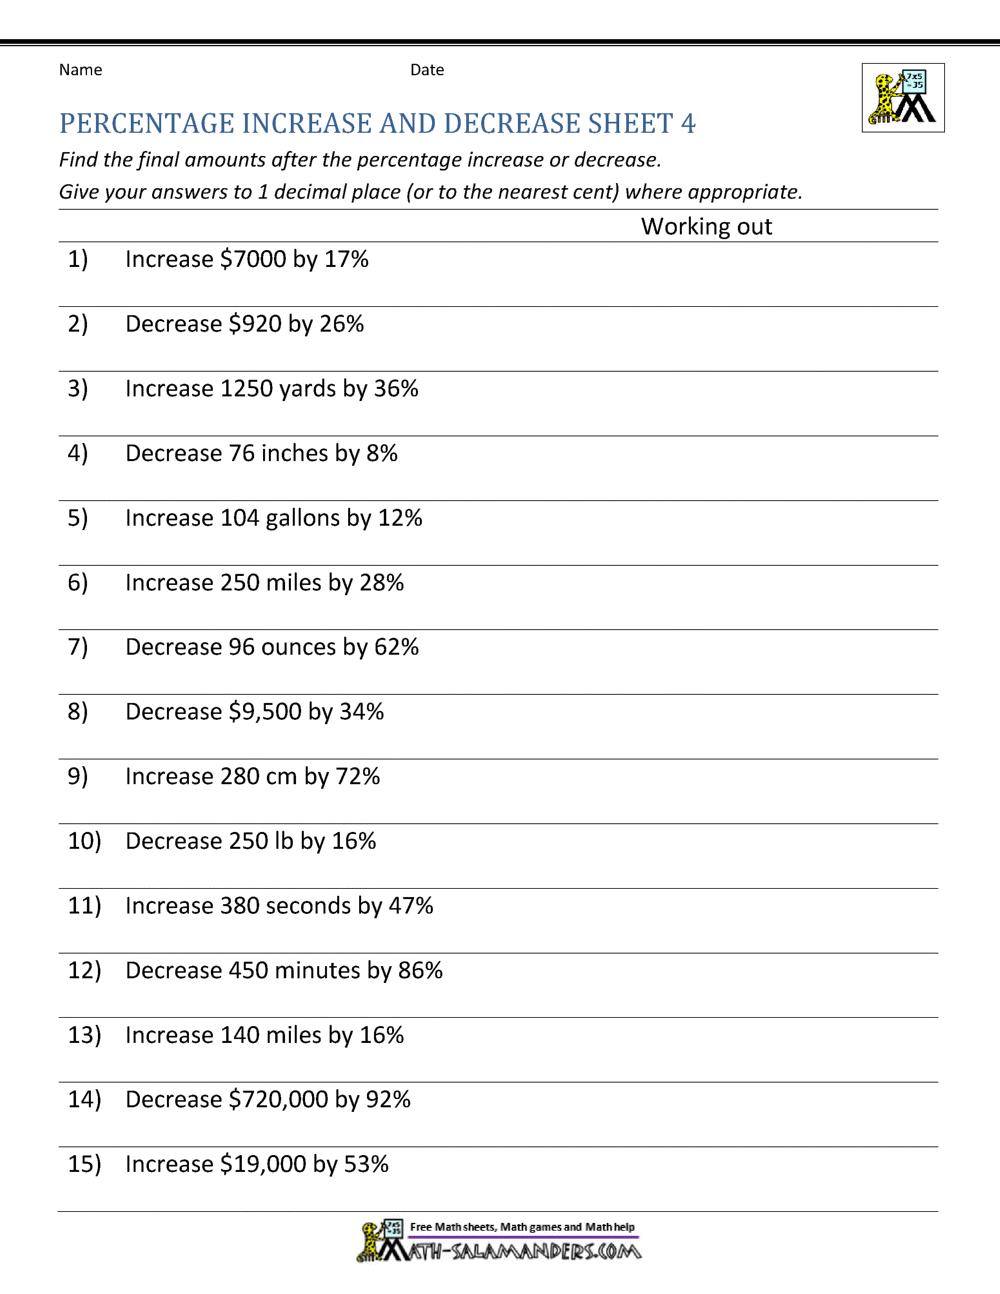 Name Date
7x5
-35
PERCENTAGE INCREASE AND DECREASE SHEET 4
Find the final amounts after the percentage increase or decrease.
Give your answers to 1 decimal place (or to the nearest cent) where appropriate.
Working out
1) Increase $7000 by 17%
2) Decrease $920 by 26%
3) Increase 1250 yards by 36%
4) Decrease 76 inches by 8%
5) Increase 104 gallons by 12%
6) Increase 250 miles by 28%
7) Decrease 96 ounces by 62%
8) Decrease $9,500 by 34%
9) Increase 280 cm by 72%
10) Decrease 250 lb by 16%
11) Increase 380 seconds by 47%
12) Decrease 450 minutes by 86%
13) Increase 140 miles by 16%
14) Decrease $720,000 by 92%
15) Increase $19,000 by 53%
7x5
-35
Free Math sheets, Math games and Math help
MATH-SALAMANDERS.COM